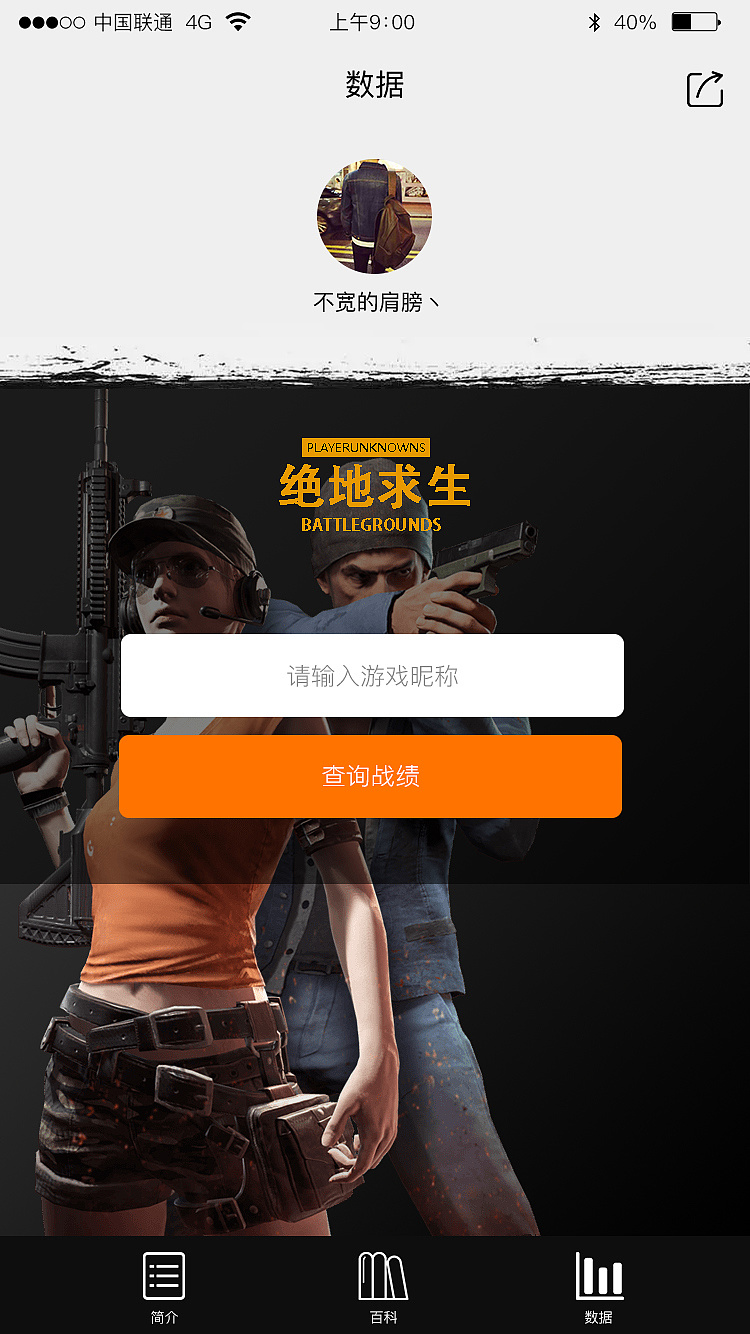 中国联通 4G 上午9:00 40%
数据
不宽的肩膀丶
PLAYERUNKNOWNS
绝地求生
BATTLEGROUNDS
请输入游戏昵称
查询战绩
简介 百科 数据